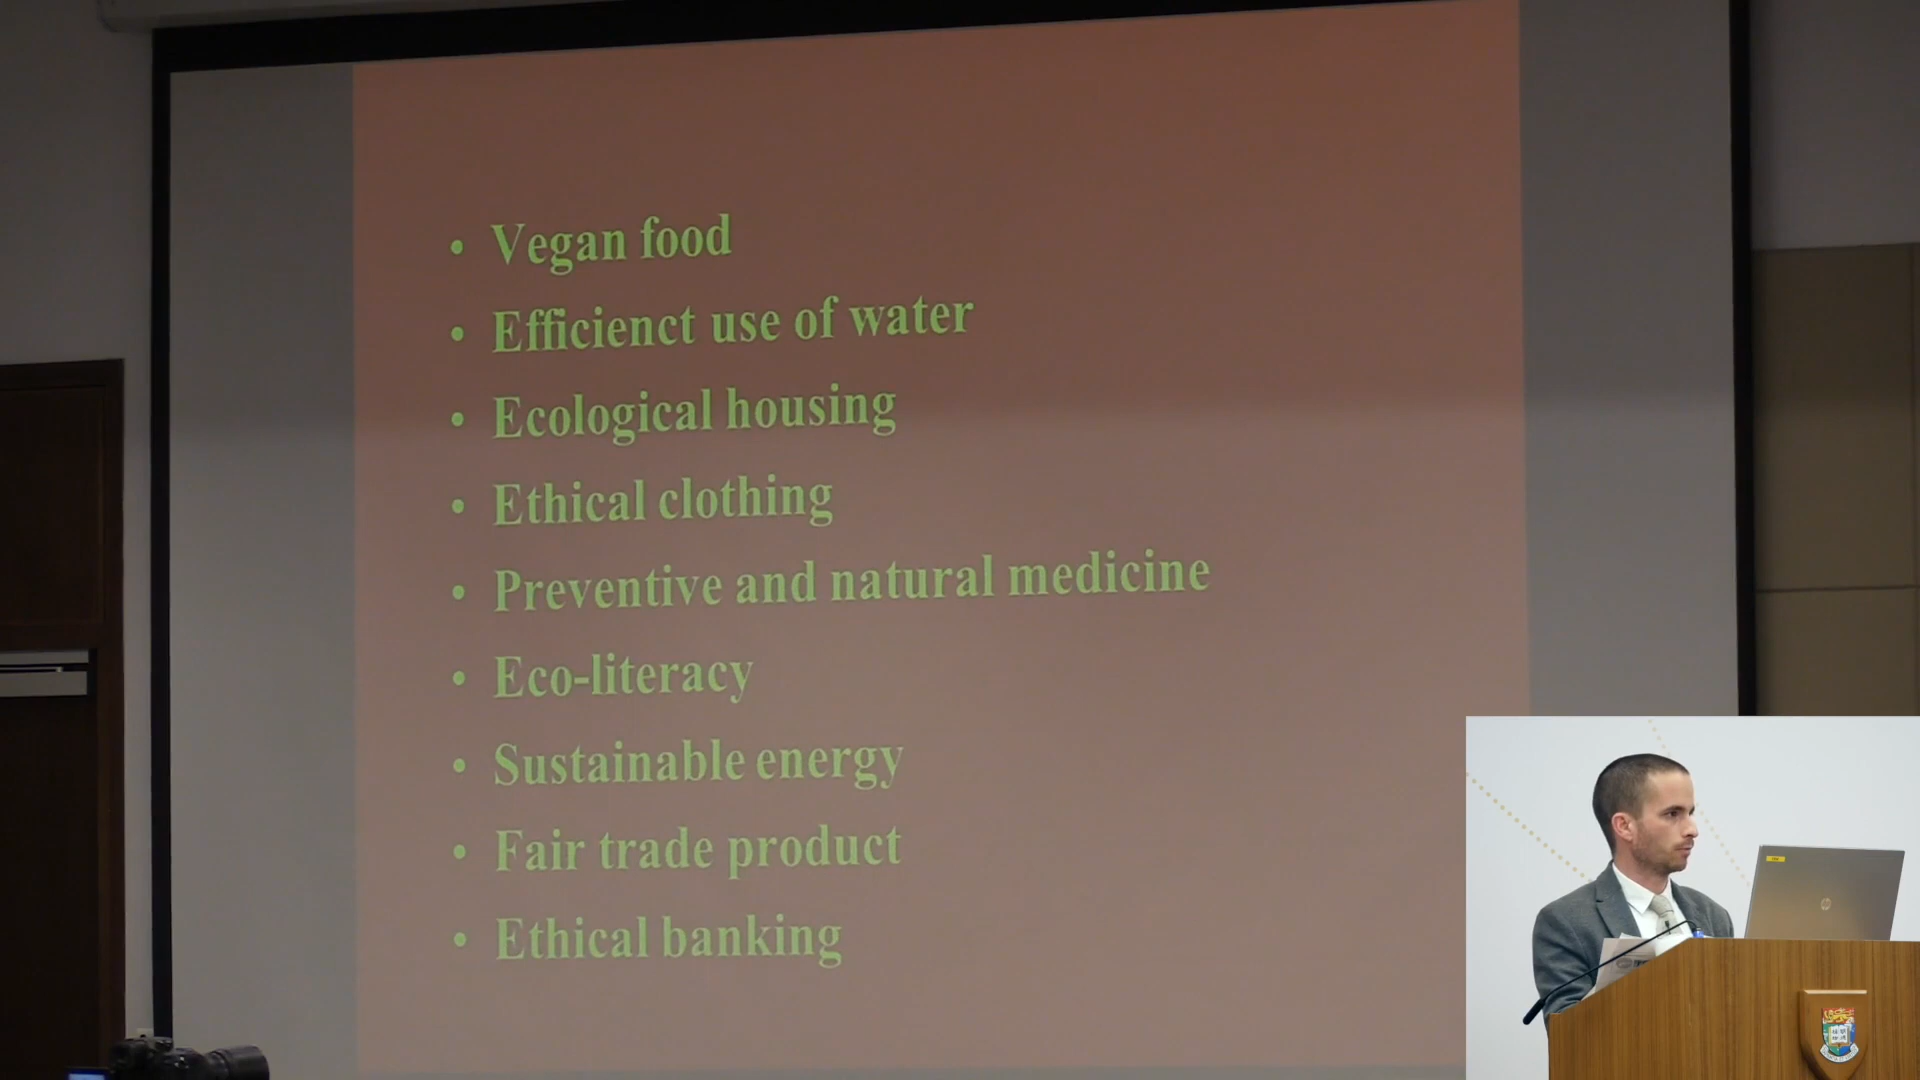 • Vegan food
• Efficienct use of water
• Ecological housing
• Ethical clothing
• Preventive and natural medicine
• Eco-literacy
• Sustainable energy
• Fair trade product
• Ethical banking